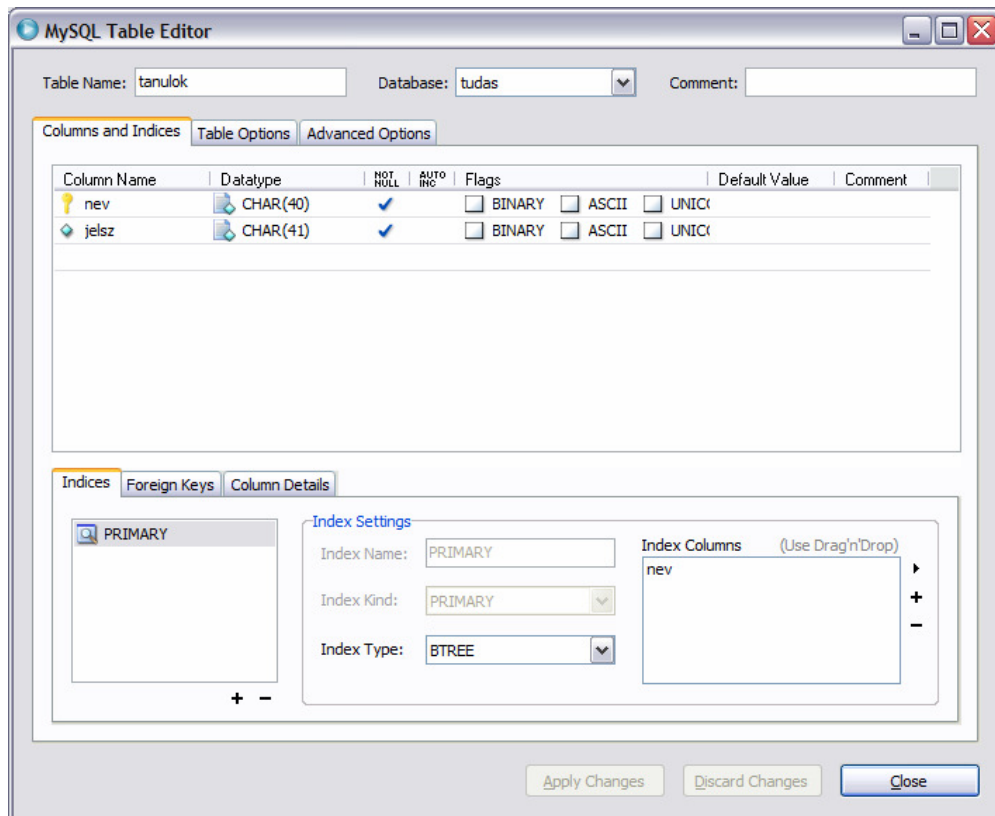 MySQL Table Editor
Table Name: tanulok Database: tudas Comment:
Columns and Indices Table Options Advanced Options
Column Name Datatype NOT NULL AUTO INC Flags Default Value Comment
nev CHAR(40) BINARY ASCII UNIC
jelsz CHAR(41) BINARY ASCII UNIC
Indices Foreign Keys Column Details
PRIMARY
Index Settings
Index Name: PRIMARY
Index Kind: PRIMARY
Index Type: BTREE
Index Columns (Use Drag'n'Drop)
nev
Apply Changes Discard Changes Close